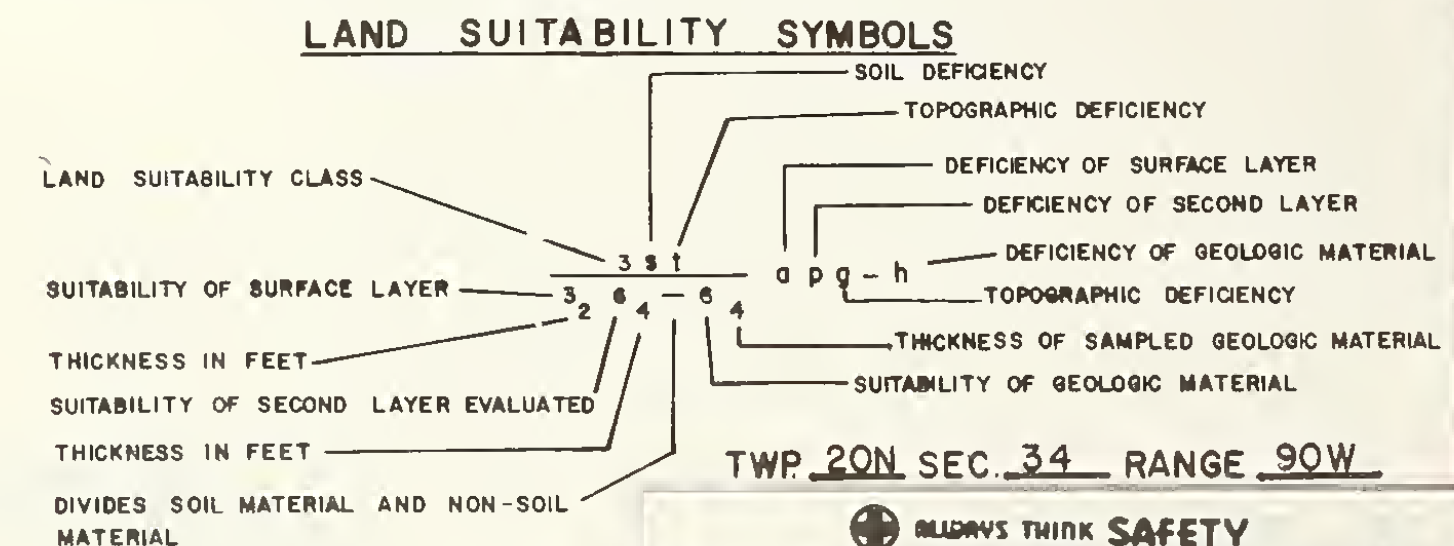 LAND SUITABILITY SYMBOLS
SOIL DEFICIENCY
TOPOGRAPHIC DEFICIENCY
DEFICIENCY OF SURFACE LAYER
LAND SUITABILITY CLASS
DEFICIENCY OF SECOND LAYER
DEFICIENCY OF GEOLOGIC MATERIAL
3 s t
a p g - h
SUITABILITY OF SURFACE LAYER
TOPOGRAPHIC DEFICIENCY
3 2 6 4 — 6 4
THICKNESS OF SAMPLED GEOLOGIC MATERIAL
THICKNESS IN FEET
SUITABILITY OF GEOLOGIC MATERIAL
SUITABILITY OF SECOND LAYER EVALUATED
THICKNESS IN FEET
TWP. 20N SEC. 34 RANGE 90W
DIVIDES SOIL MATERIAL AND NON-SOIL
MATERIAL
ALWAYS THINK SAFETY